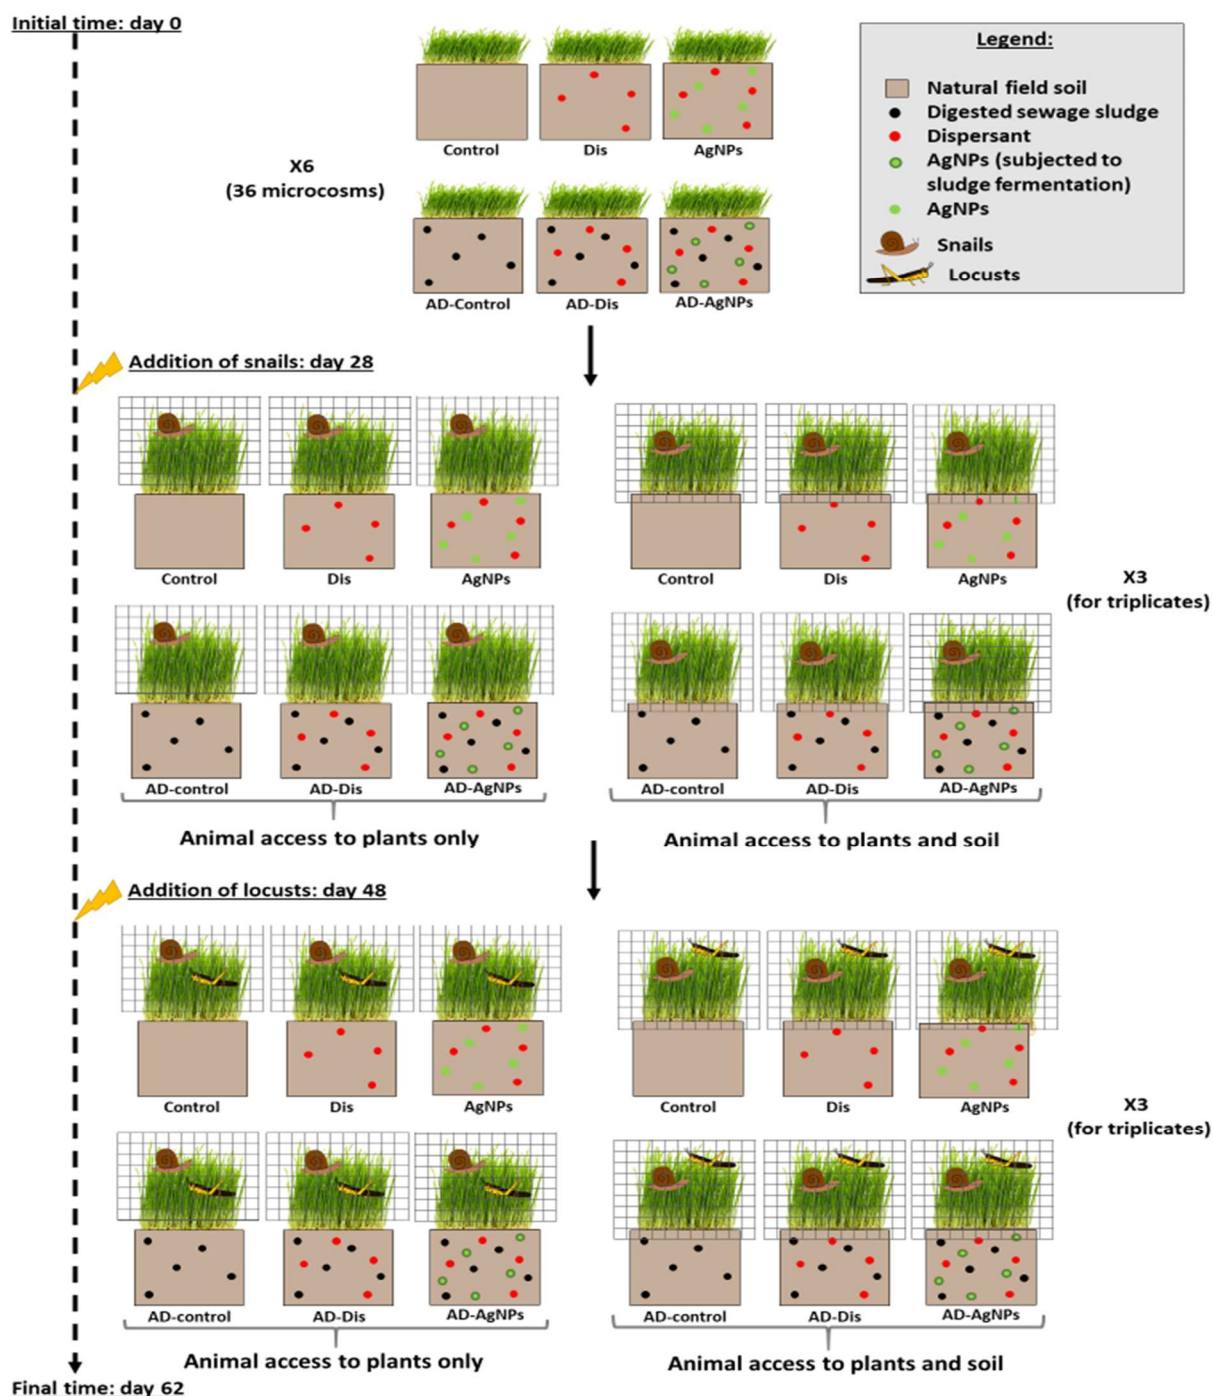 Initial time: day 0
Legend:
Natural field soil
Digested sewage sludge
Dispersant
AgNPs (subjected to
sludge fermentation)
AgNPs
Snails
Locusts
Control
Dis
AgNPs
X6
(36 microcosms)
AD-Control
AD-Dis
AD-AgNPs
Addition of snails: day 28
Control
Dis
AgNPs
Control
Dis
AgNPs
X3
(for triplicates)
AD-control
AD-Dis
AD-AgNPs
AD-control
AD-Dis
AD-AgNPs
Animal access to plants only
Animal access to plants and soil
Addition of locusts: day 48
Control
Dis
AgNPs
Control
Dis
AgNPs
X3
(for triplicates)
AD-control
AD-Dis
AD-AgNPs
AD-control
AD-Dis
AD-AgNPs
Animal access to plants only
Animal access to plants and soil
Final time: day 62